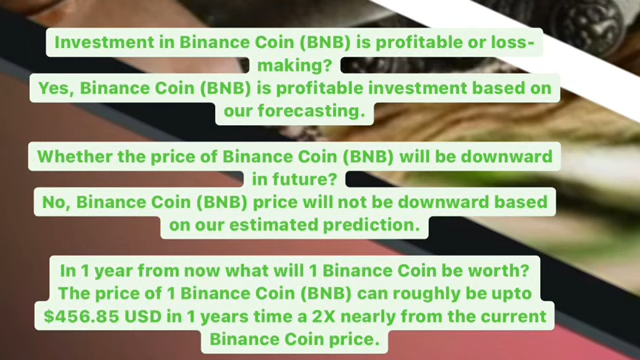 Investment in Binance Coin (BNB) is profitable or loss-
making?
Yes, Binance Coin (BNB) is profitable investment based on
our forecasting.
Whether the price of Binance Coin (BNB) will be downward
in future?
No, Binance Coin (BNB) price will not be downward based
on our estimated prediction.
In 1 year from now what will 1 Binance Coin be worth?
The price of 1 Binance Coin (BNB) can roughly be upto
$456.85 USD in 1 years time a 2X nearly from the current
Binance Coin price.